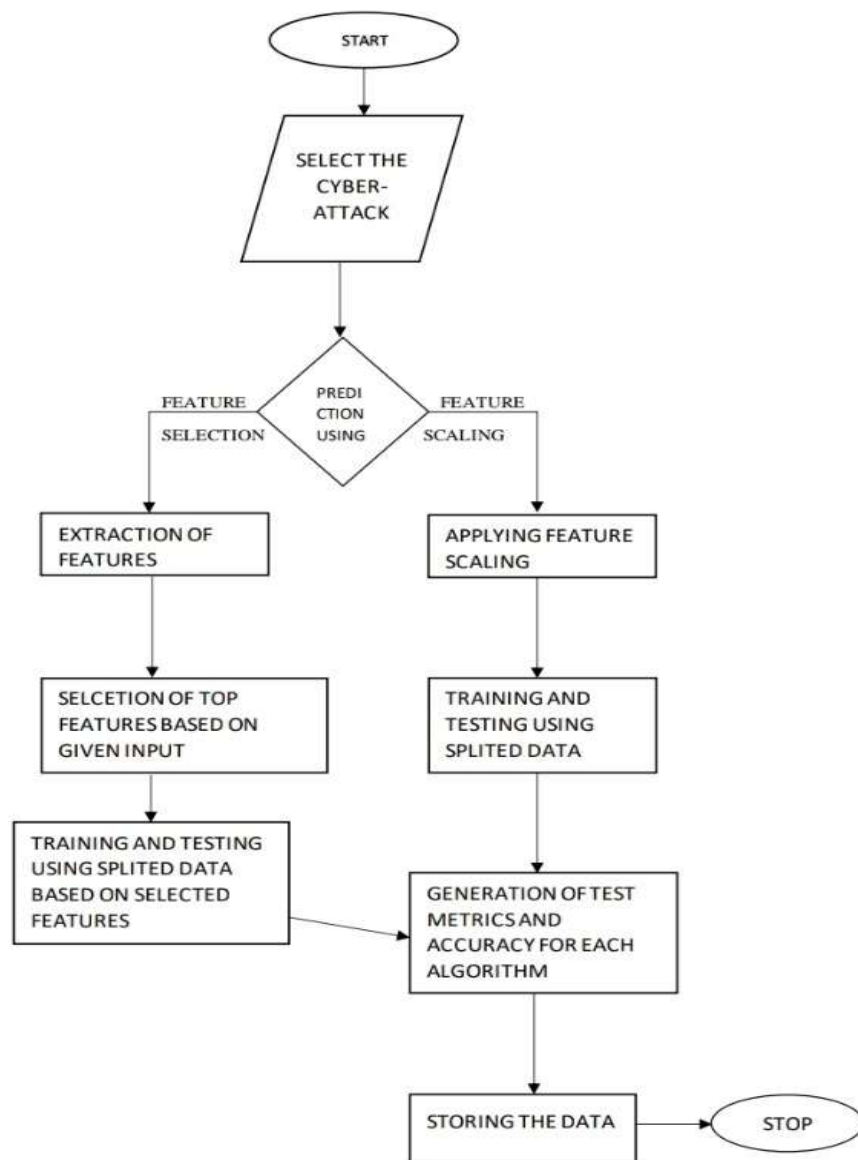 START
SELECT THE
CYBER-
ATTACK
PREDI
CTION
USING
FEATURE
SELECTION
FEATURE
SCALING
EXTRACTION OF
FEATURES
SELCETION OF TOP
FEATURES BASED ON
GIVEN INPUT
TRAINING AND TESTING
USING SPLITED DATA
BASED ON SELECTED
FEATURES
APPLYING FEATURE
SCALING
TRAINING AND
TESTING USING
SPLITED DATA
GENERATION OF TEST
METRICS AND
ACCURACY FOR EACH
ALGORITHM
STORING THE DATA
STOP